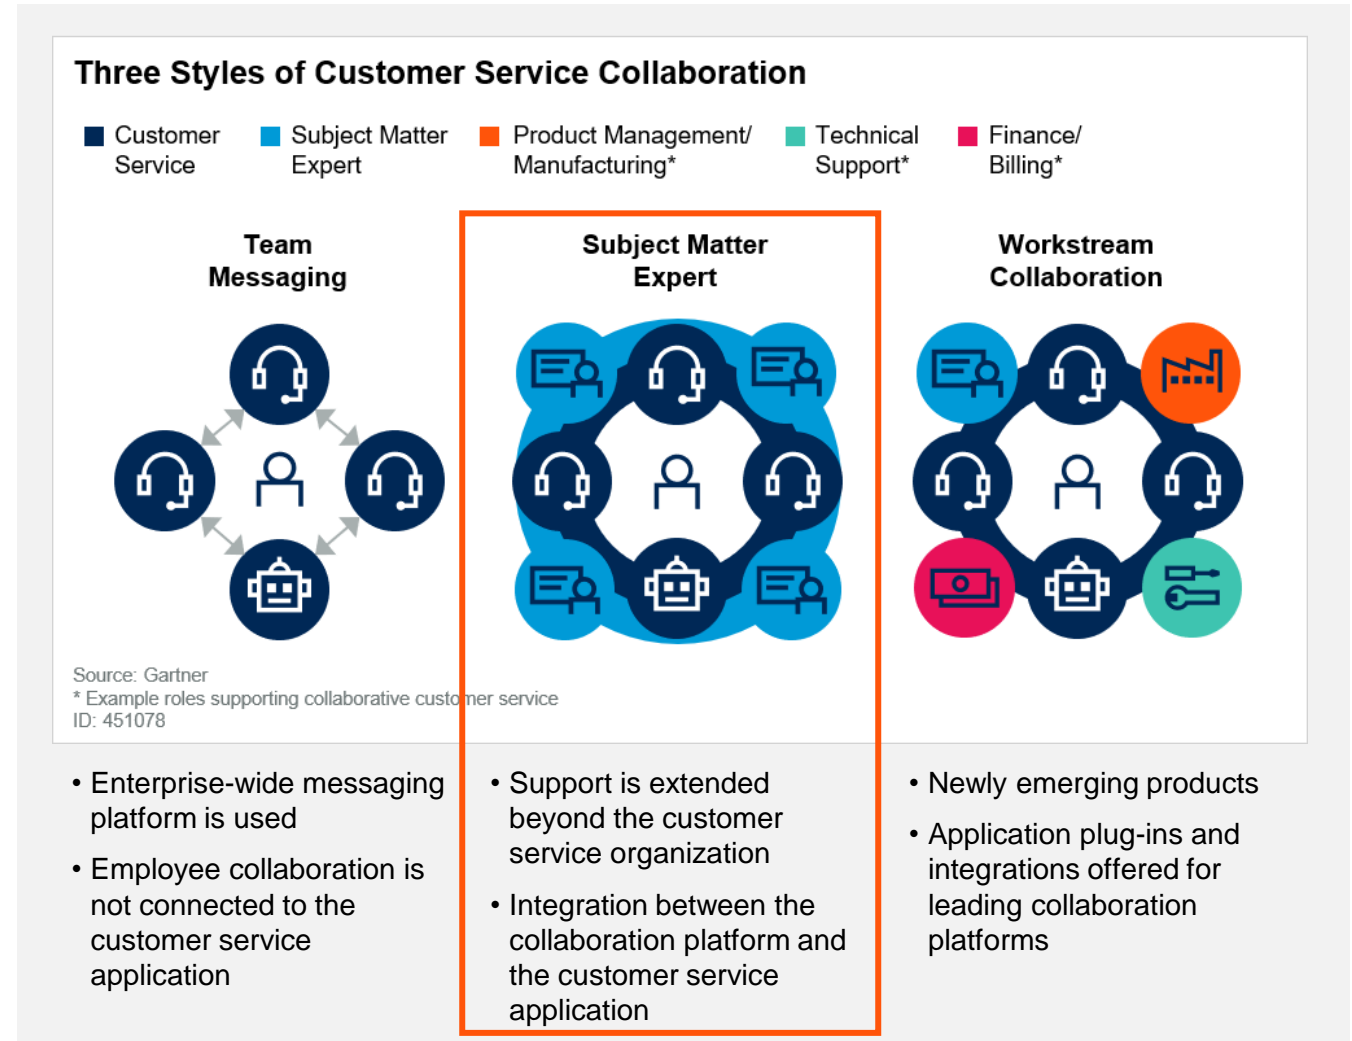 Three Styles of Customer Service Collaboration
Customer
Service
Subject Matter
Expert
Product Management/
Manufacturing*
Technical
Support*
Finance/
Billing*
Team
Messaging
Subject Matter
Expert
Workstream
Collaboration
Source: Gartner
* Example roles supporting collaborative customer service
ID: 451078
• Enterprise-wide messaging
platform is used
• Employee collaboration is
not connected to the
customer service
application
• Support is extended
beyond the customer
service organization
• Integration between the
collaboration platform and
the customer service
application
• Newly emerging products
• Application plug-ins and
integrations offered for
leading collaboration
platforms